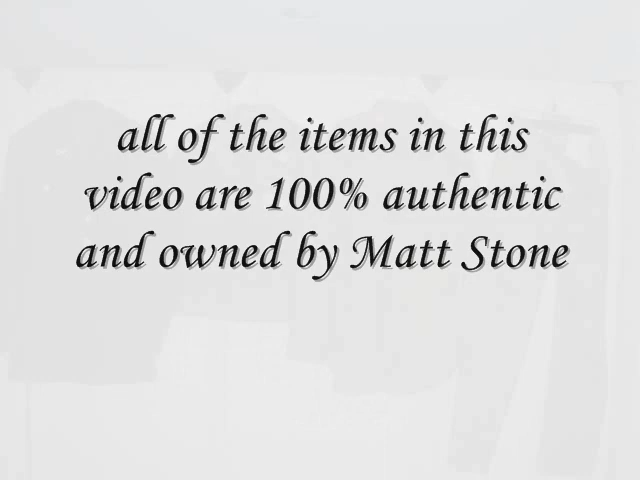 all of the items in this
video are 100% authentic
and owned by Matt Stone